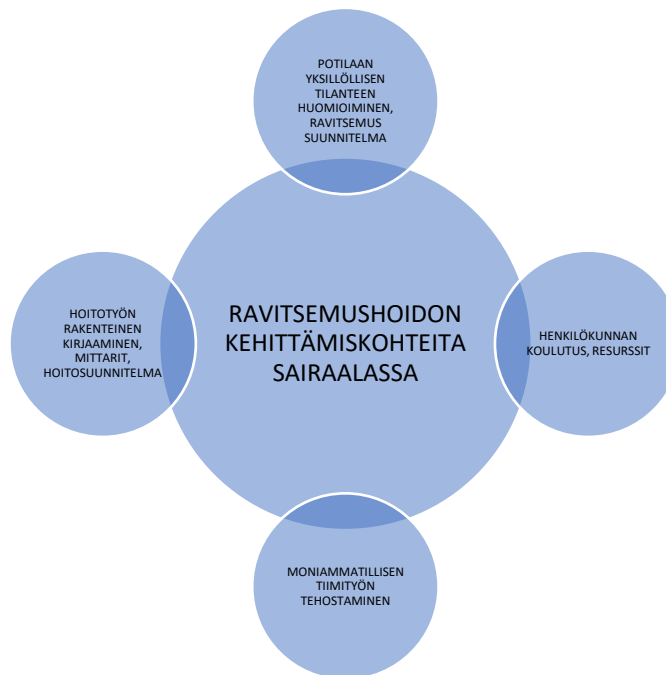 POTILAAN
YKSILLÖLLISEN
TILANTEEN
HUOMIOIMINEN,
RAVITSEMUS
SUUNNITELMA
RAVITSEMUSHOIDON
KEHITTÄMISKOHTEITA
SAIRAALASSA
HOITOTYÖN
RAKENTEINEN
KIRJAAMINEN,
MITTARIT,
HOITOSUUNNITELMA
HENKILÖKUNNAN
KOULUTUS, RESURSSIT
MONIAMMATILLISEN
TIIMITYÖN
TEHOSTAMINEN